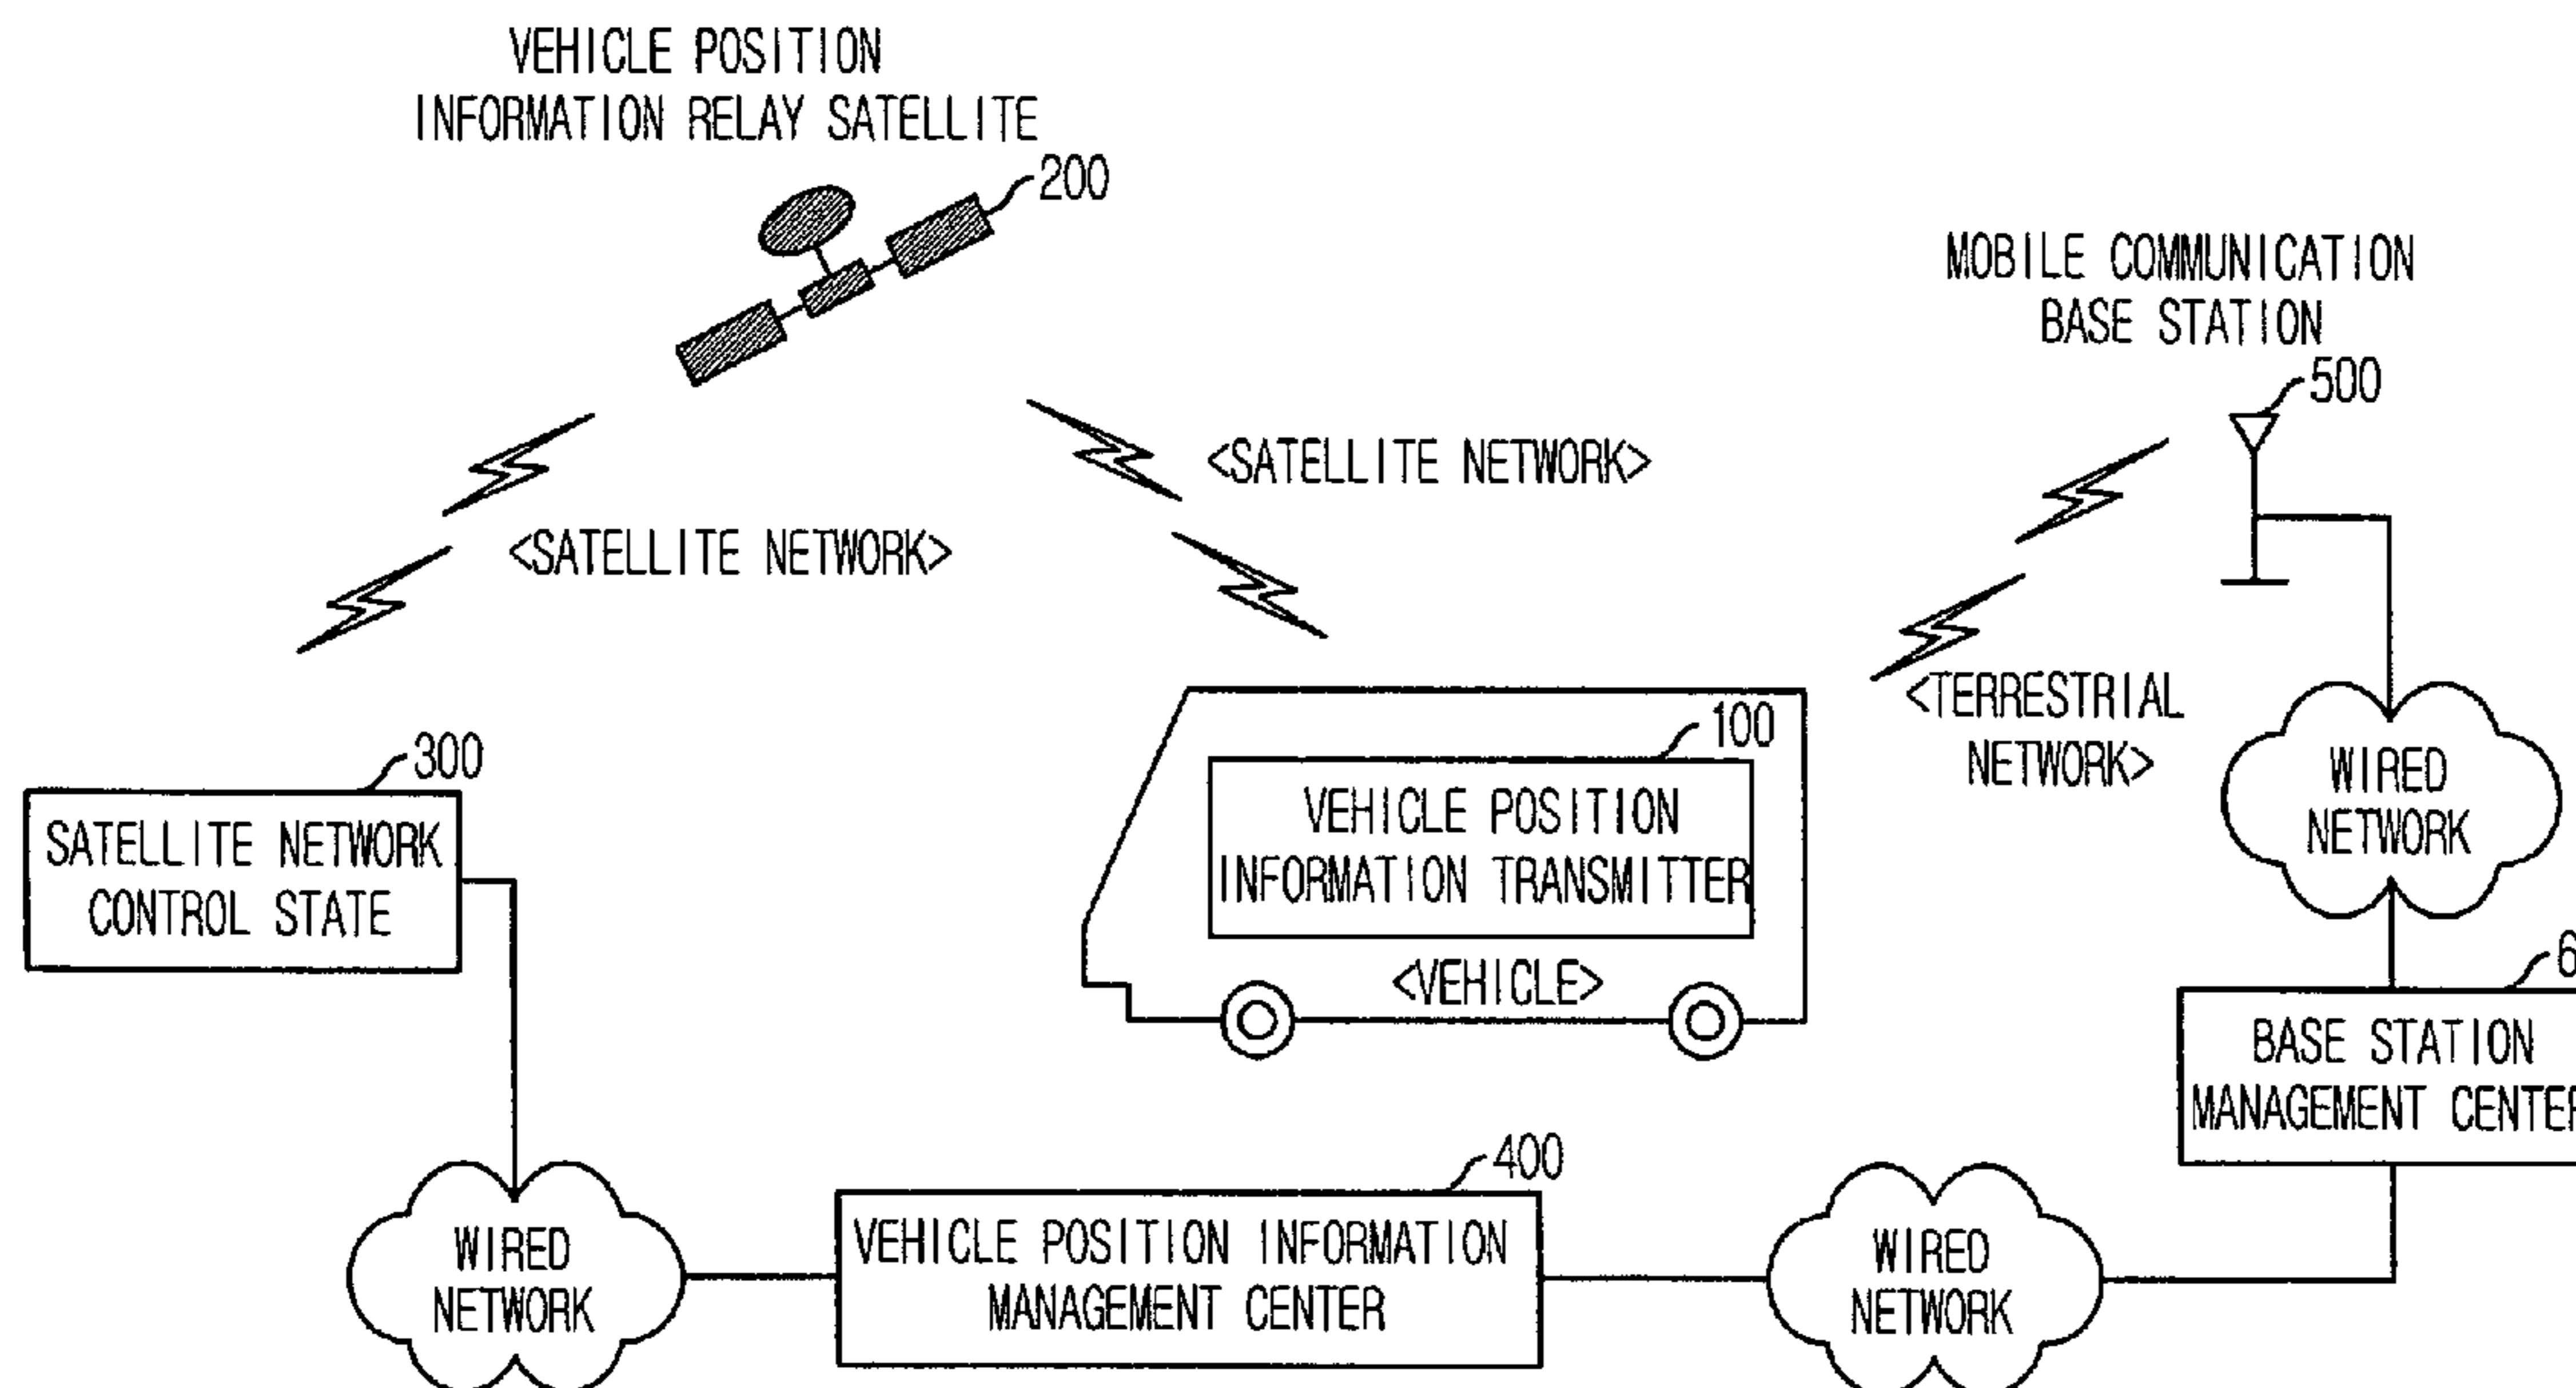 VEHICLE POSITION
INFORMATION RELAY SATELLITE
200
MOBILE COMMUNICATION
BASE STATION
500
<SATELLITE NETWORK>
<SATELLITE NETWORK>
<TERRESTRIAL
NETWORK>
100
VEHICLE POSITION
INFORMATION TRANSMITTER
<VEHICLE>
300
SATELLITE NETWORK
CONTROL STATE
WIRED
NETWORK
6
BASE STATION
MANAGEMENT CENTER
400
VEHICLE POSITION INFORMATION
MANAGEMENT CENTER
WIRED
NETWORK
WIRED
NETWORK